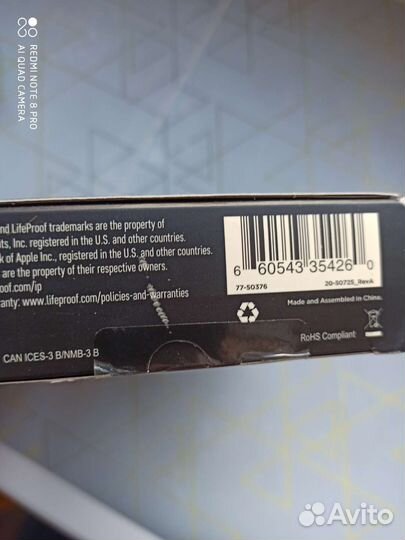 REDMI NOTE 8 PRO
AI QUAD CAMERA
nd LifeProof trademarks are the property of
ts, Inc. registered in the U.S. and other countries.
k of Apple Inc., registered in the U.S. and other countries.
are the property of their respective owners.
oof.com/ip
ranty: www.lifeproof.com/policies-and-warranties
CAN ICES-3 B/NMB-3 B
6 60543 35426 0
77-50376 20-50725_RevA
Made and Assembled in China.
RoHS Compliant
Avito